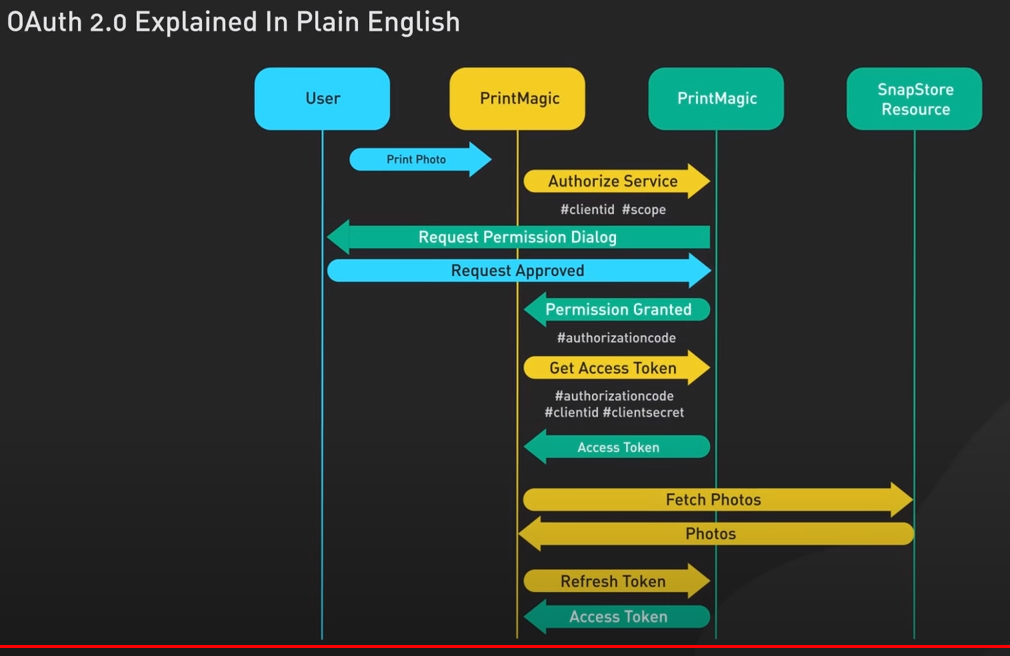 OAuth 2.0 Explained In Plain English
User
PrintMagic
PrintMagic
SnapStore
Resource
Print Photo
Authorize Service
#clientid #scope
Request Permission Dialog
Request Approved
Permission Granted
#authorizationcode
Get Access Token
#authorizationcode
#clientid #clientsecret
Access Token
Fetch Photos
Photos
Refresh Token
Access Token